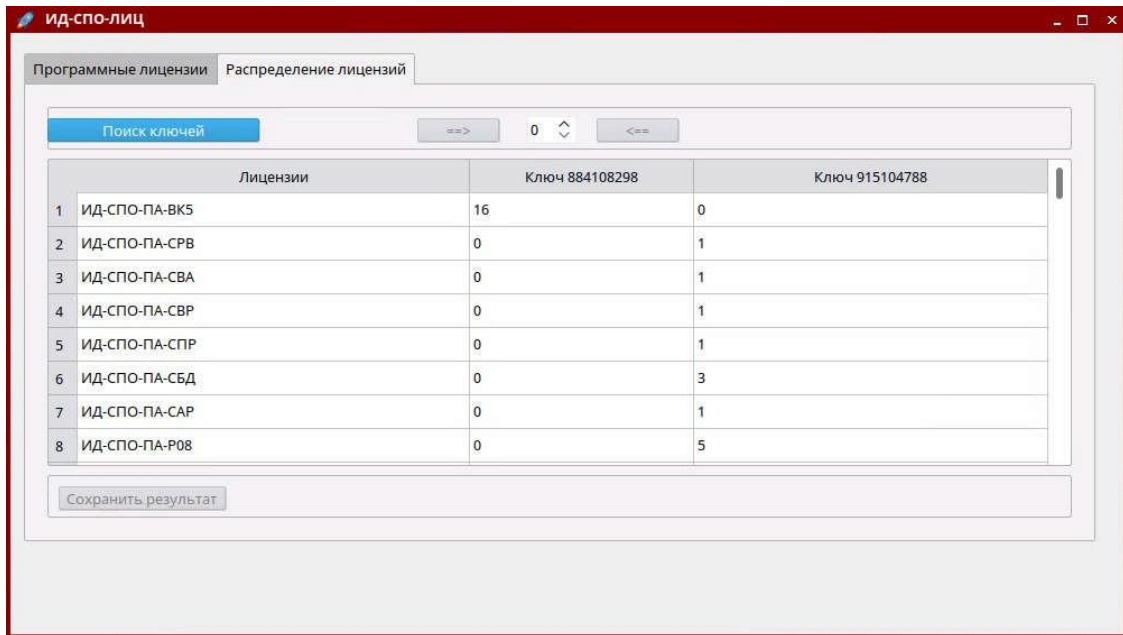 ИД-СПО-ЛИЦ
Программные лицензии Распределение лицензий
Поиск ключей ==> 0 <==
Лицензии Ключ 884108298 Ключ 915104788
1 ИД-СПО-ПА-ВК5 16 0
2 ИД-СПО-ПА-СРВ 0 1
3 ИД-СПО-ПА-СВА 0 1
4 ИД-СПО-ПА-СВР 0 1
5 ИД-СПО-ПА-СПР 0 1
6 ИД-СПО-ПА-СБД 0 3
7 ИД-СПО-ПА-САР 0 1
8 ИД-СПО-ПА-Р08 0 5
Сохранить результат